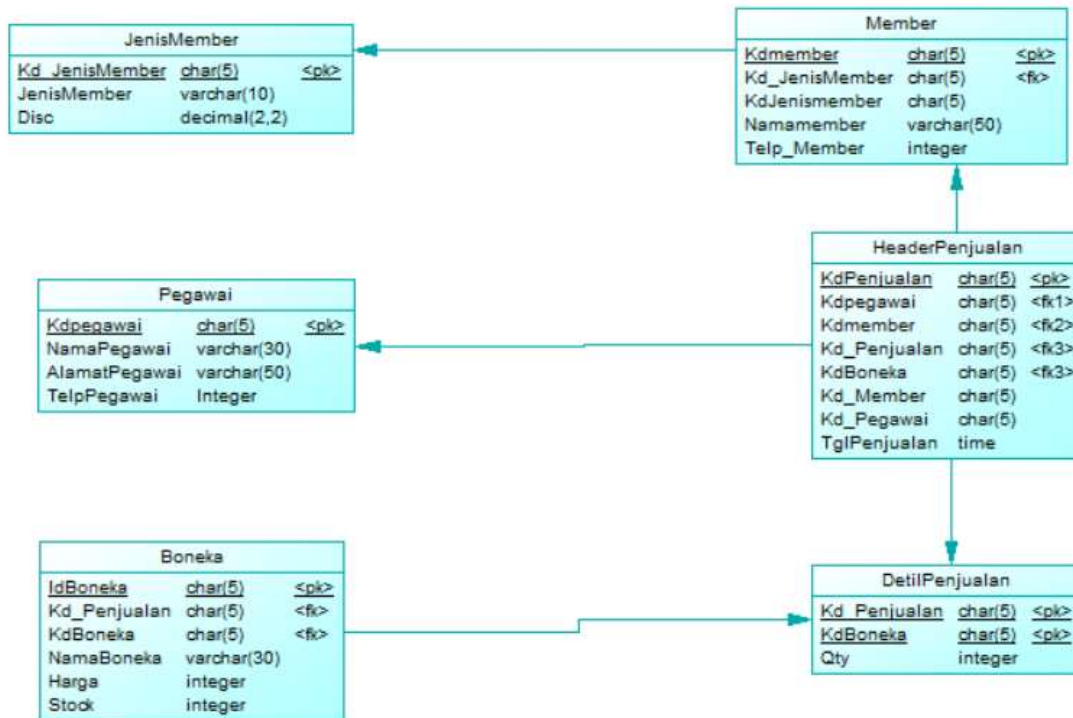 JenisMember
Kd_JenisMember char(5) <pk>
JenisMember varchar(10)
Disc decimal(2,2)
Member
Kdmember char(5) <pk>
Kd_JenisMember char(5) <fk>
KdJenismember char(5)
Namamember varchar(50)
Telp_Member integer
Pegawai
Kdpegawai char(5) <pk>
NamaPegawai varchar(30)
AlamatPegawai varchar(50)
TelpPegawai Integer
HeaderPenjualan
KdPenjualan char(5) <pk>
Kdpegawai char(5) <fk1>
Kdmember char(5) <fk2>
Kd_Penjualan char(5) <fk3>
KdBoneka char(5) <fk3>
Kd_Member char(5)
Kd_Pegawai char(5)
TglPenjualan time
Boneka
IdBoneka char(5) <pk>
Kd_Penjualan char(5) <fk>
KdBoneka char(5) <fk>
NamaBoneka varchar(30)
Harga integer
Stock integer
DetilPenjualan
Kd_Penjualan char(5) <pk>
KdBoneka char(5) <pk>
Qty integer